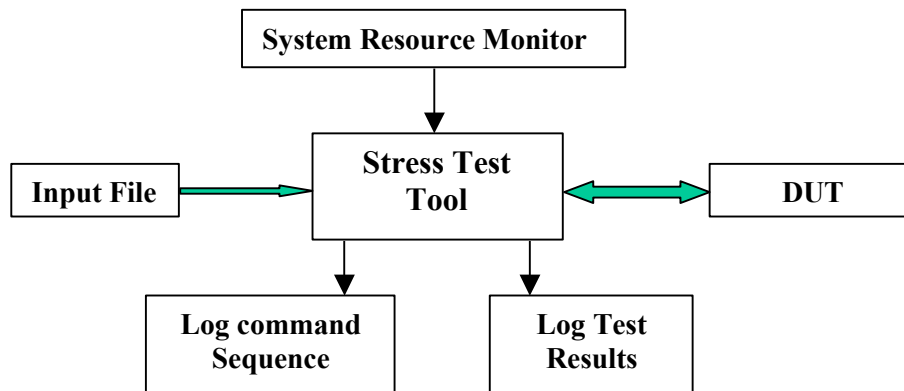 System Resource Monitor
Stress Test
Tool
Input File
DUT
Log command
Sequence
Log Test
Results